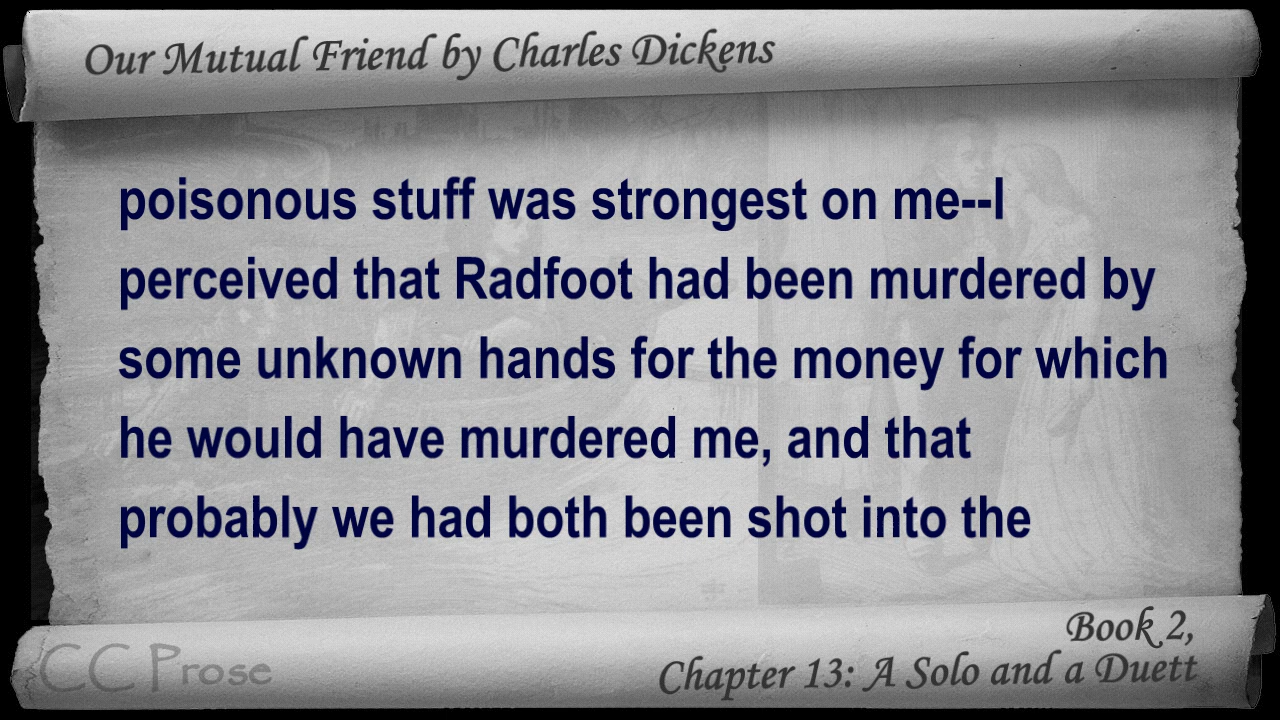 Our Mutual Friend by Charles Dickens
poisonous stuff was strongest on me--I
perceived that Radfoot had been murdered by
some unknown hands for the money for which
he would have murdered me, and that
probably we had both been shot into the
Book 2,
Chapter 13: A Solo and a Duett
CC Prose